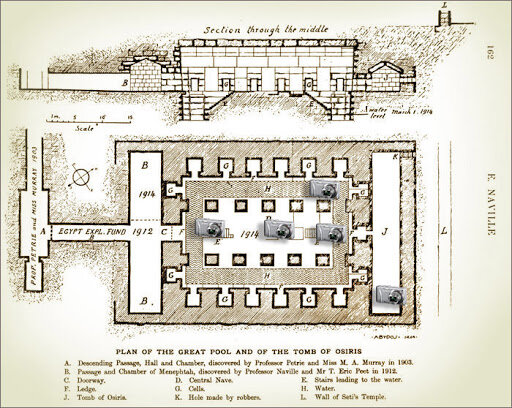 L
Section through the middle
B
water level March 1. 1914
1m. 5 10 15
Scale
162
E. NAVILLE
PROF. PETRIE and MISS MURRAY 1903
A
EGYPT EXPL. FUND
B
1914
1912
B.
C
F
G
G
G
G
G
G
H
E
1914
H
F
G
G
G
G
G
G
K
J
L
ABYDOS
PLAN OF THE GREAT POOL AND OF THE TOMB OF OSIRIS
A. Descending Passage, Hall and Chamber, discovered by Professor Petrie and Miss M. A. Murray in 1903.
B. Passage and Chamber of Menephtah, discovered by Professor Naville and Mr T. Eric Peet in 1912.
C. Doorway. D. Central Nave. E. Stairs leading to the water.
F. Ledge. G. Cells. H. Water.
J. Tomb of Osiris. K. Hole made by robbers. L. Wall of Seti's Temple.